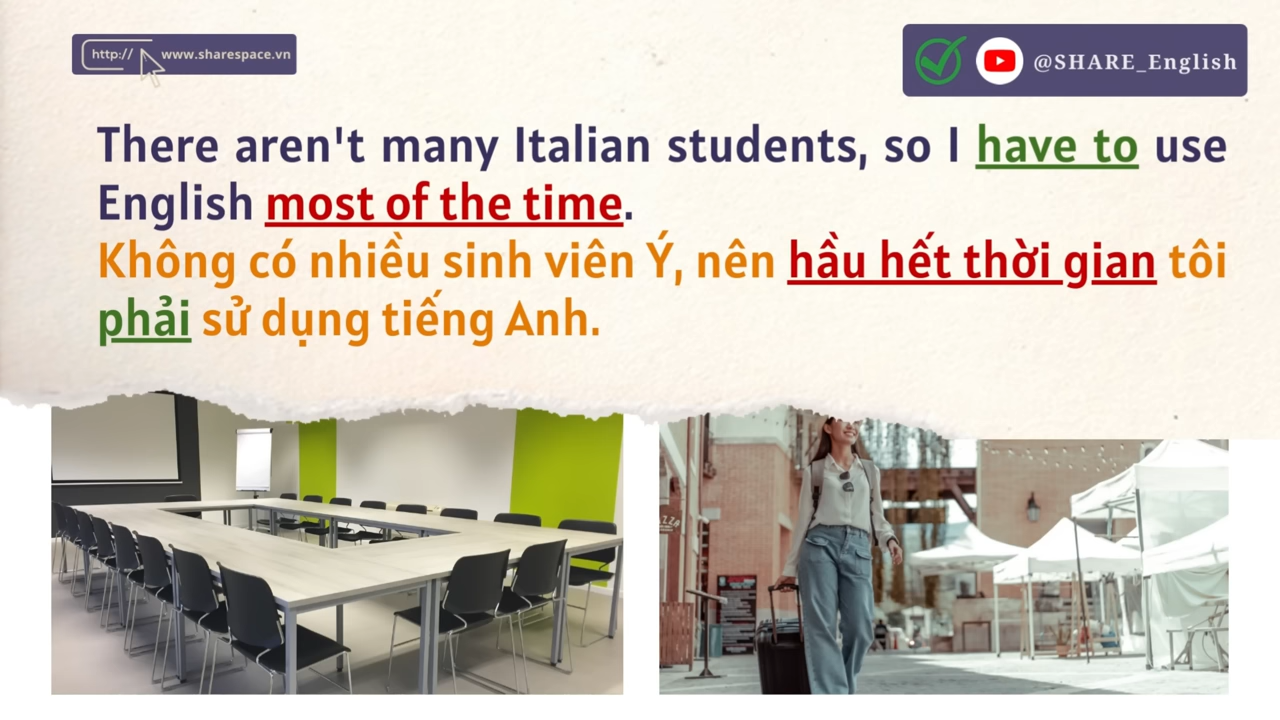 http:// www.sharespace.vn
@SHARE_English
There aren't many Italian students, so I have to use
English most of the time.
Không có nhiều sinh viên Ý, nên hầu hết thời gian tôi
phải sử dụng tiếng Anh.